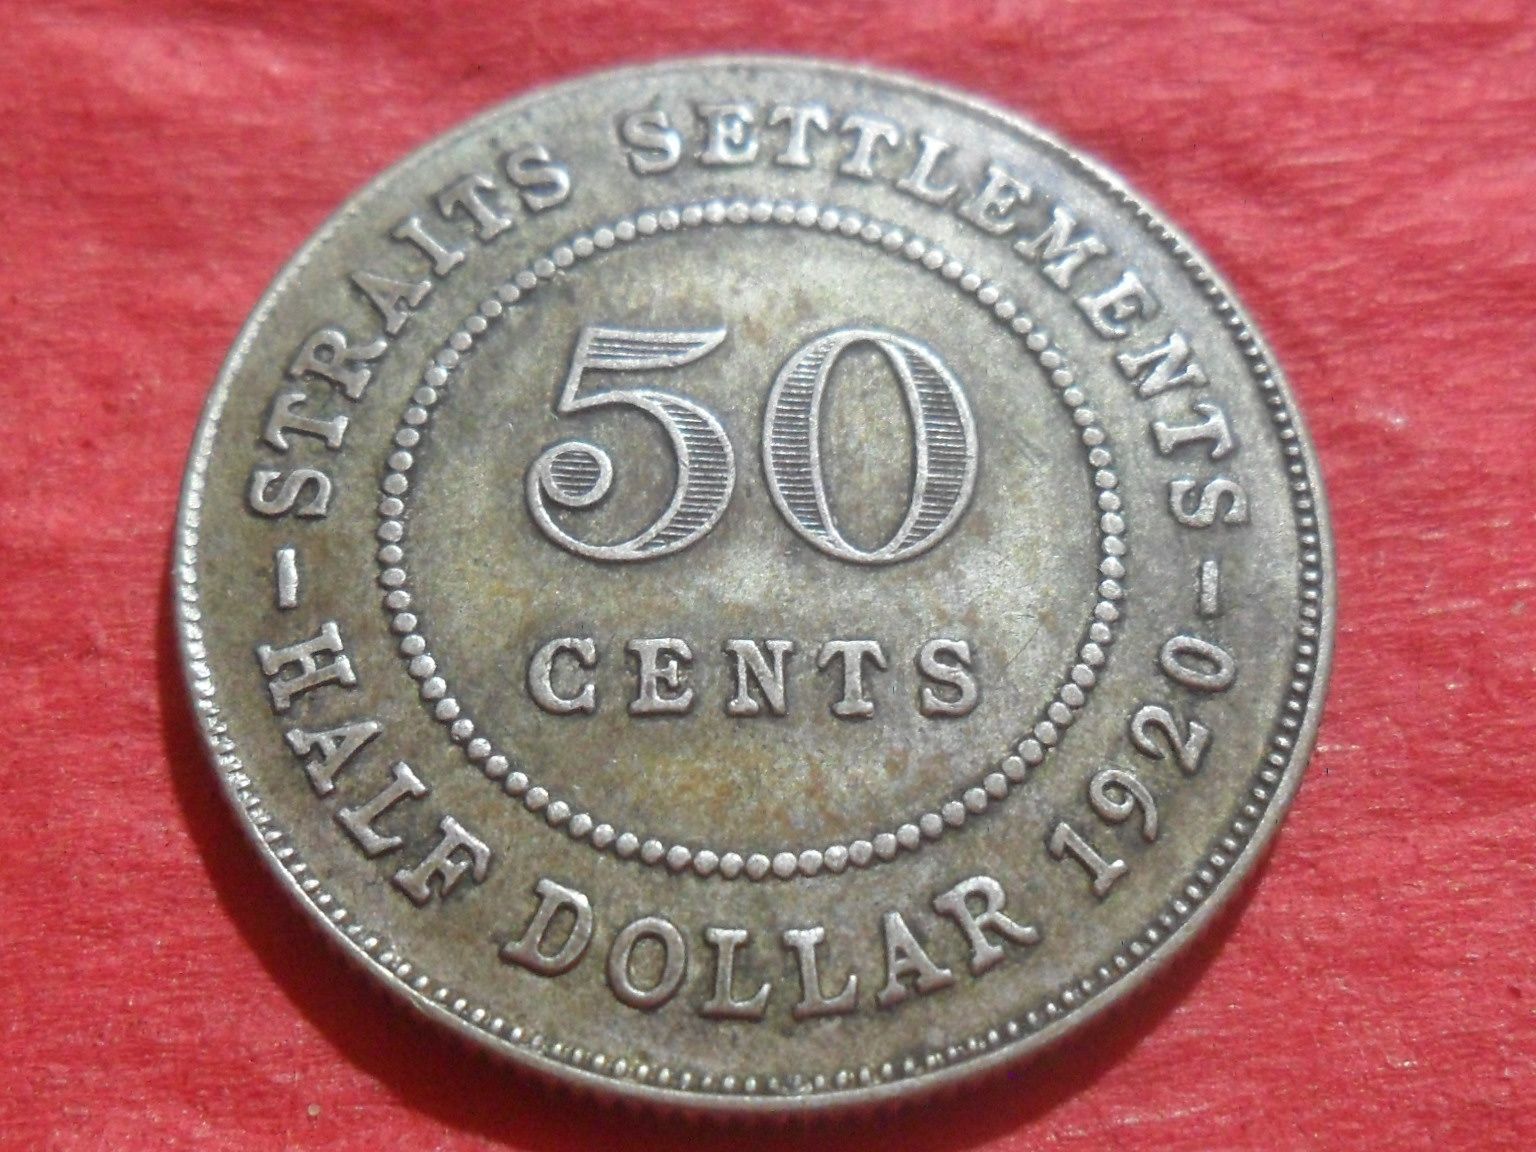 STRAITS SETTLEMENTS
50
CENTS
HALF DOLLAR 1920